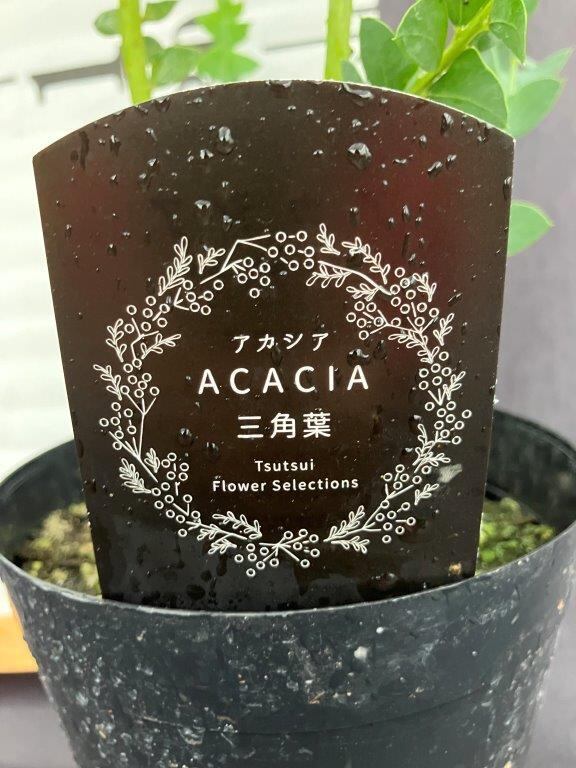 アカシア
ACACIA
三角葉
Tsutsui
Flower Selections